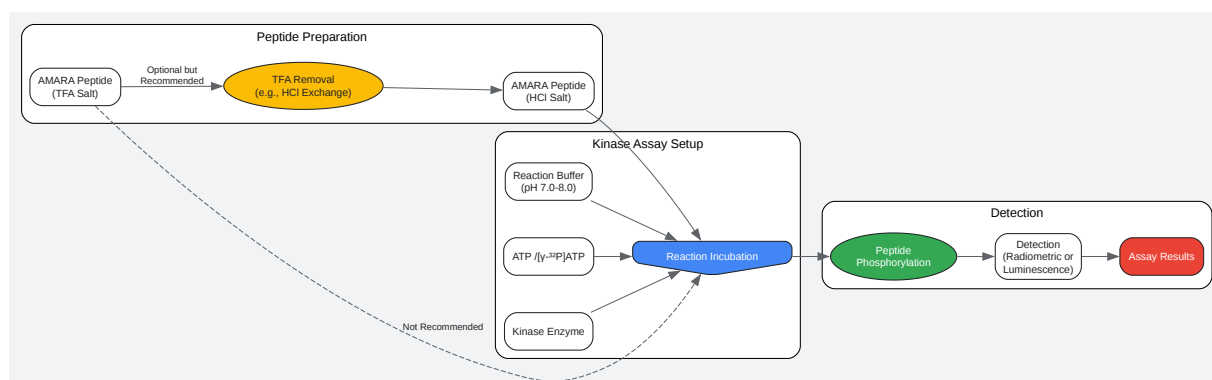 Peptide Preparation
AMARA Peptide
(TFA Salt)
Optional but
Recommended
TFA Removal
(e.g., HCl Exchange)
AMARA Peptide
(HCl Salt)
Kinase Assay Setup
Reaction Buffer
(pH 7.0-8.0)
ATP /[γ-³²P]ATP
Kinase Enzyme
Reaction Incubation
Not Recommended
Detection
Peptide
Phosphorylation
Detection
(Radiometric or
Luminescence)
Assay Results